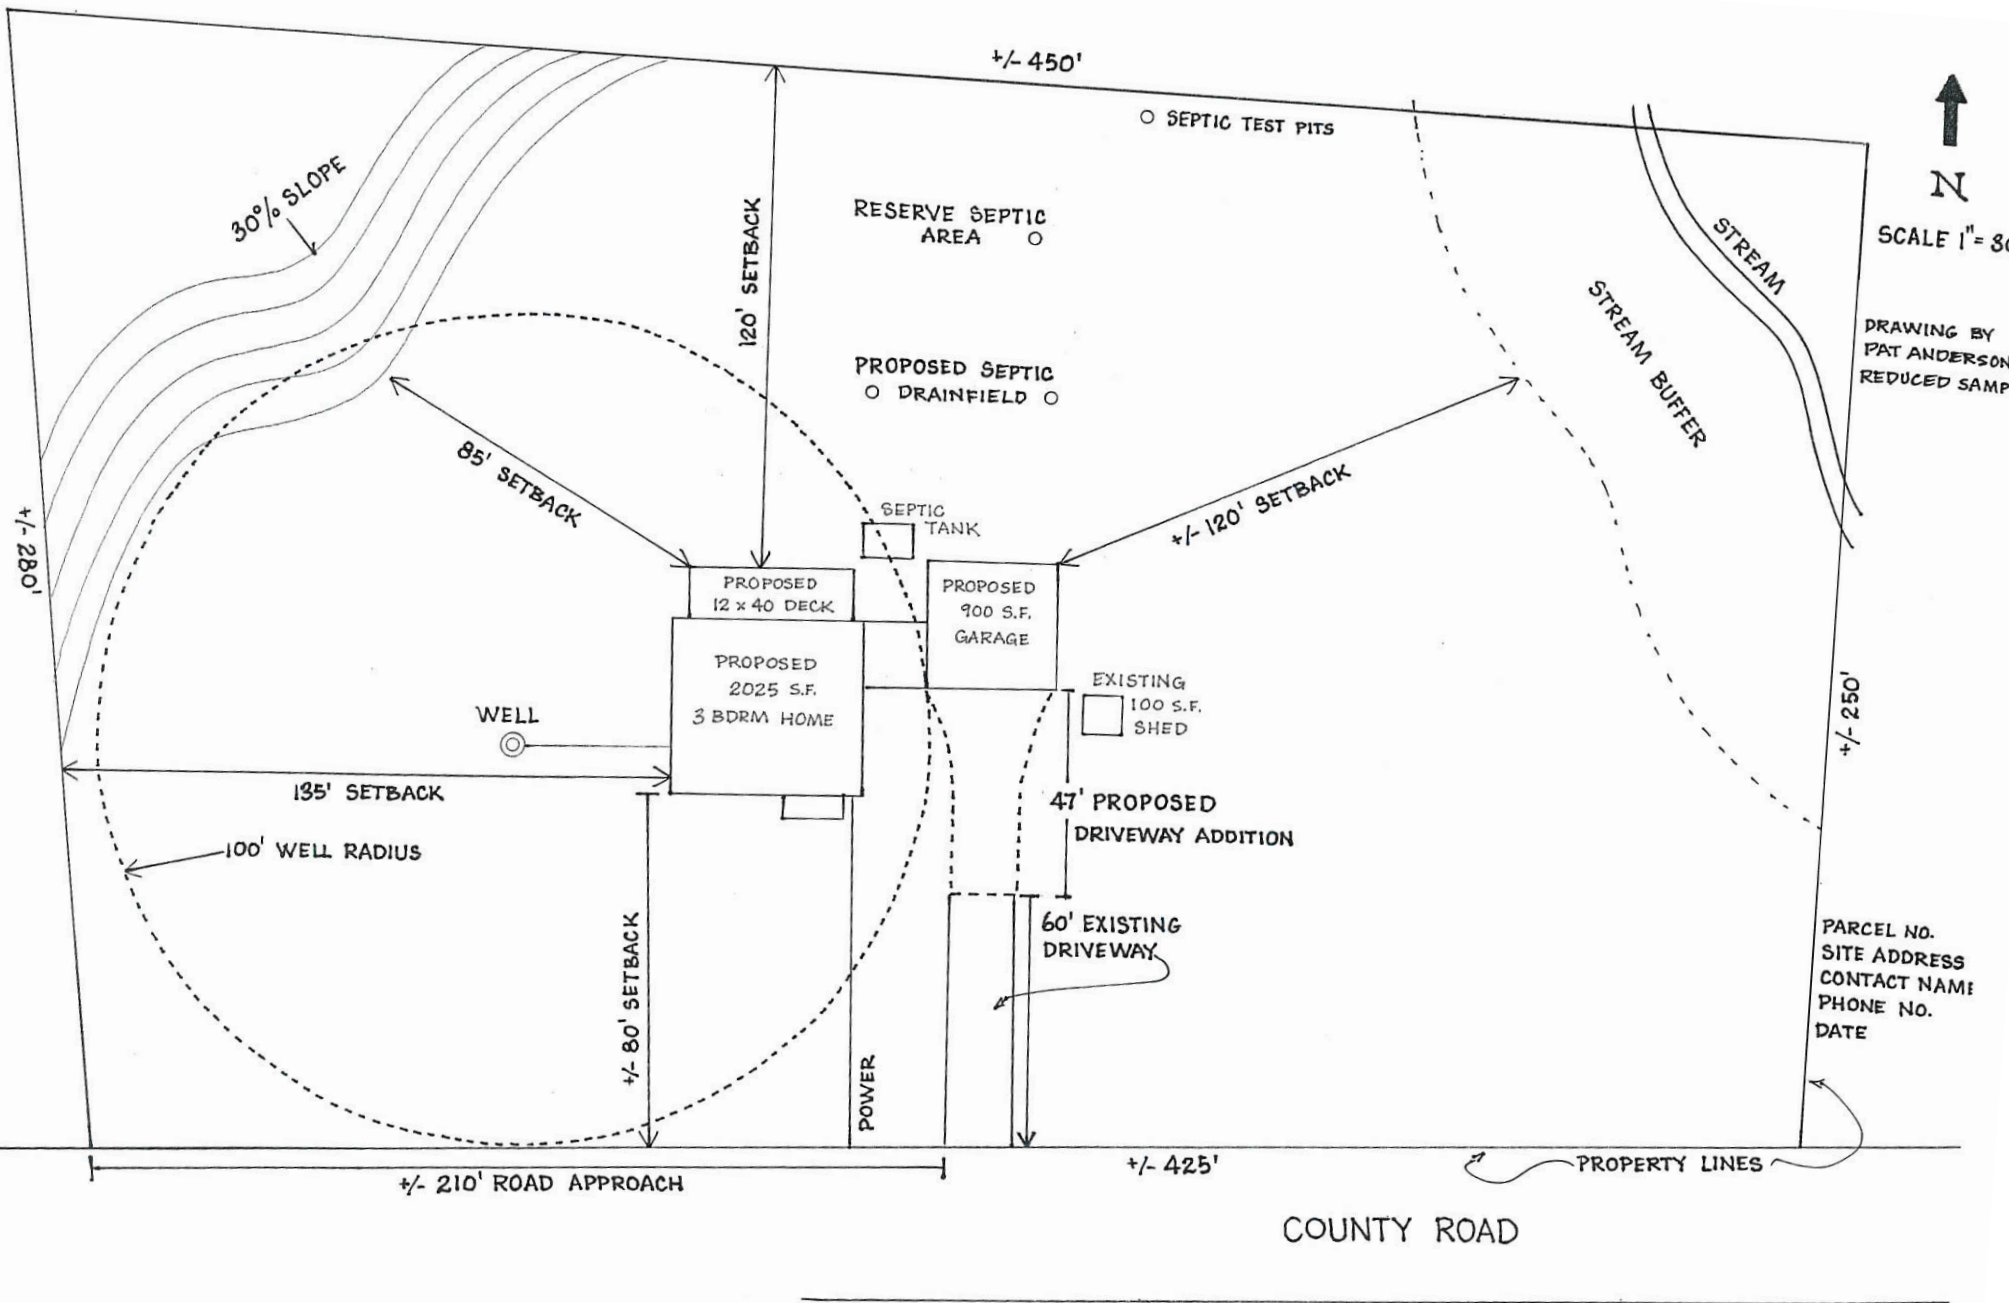 +/- 450'
○ SEPTIC TEST PITS
N
SCALE 1"= 30
30% SLOPE
120' SETBACK
RESERVE SEPTIC
AREA
STREAM
STREAM BUFFER
DRAWING BY
PAT ANDERSON
REDUCED SAMP
PROPOSED SEPTIC
DRAINFIELD
85' SETBACK
+/- 120' SETBACK
+/- 280'
SEPTIC
TANK
PROPOSED
12 x 40 DECK
PROPOSED
900 S.F.
GARAGE
PROPOSED
2025 S.F.
3 BDRM HOME
EXISTING
100 S.F.
SHED
+/- 250'
WELL
135' SETBACK
47' PROPOSED
DRIVEWAY ADDITION
100' WELL RADIUS
+/- 80' SETBACK
60' EXISTING
DRIVEWAY
POWER
PARCEL NO.
SITE ADDRESS
CONTACT NAME
PHONE NO.
DATE
+/- 210' ROAD APPROACH
+/- 425'
PROPERTY LINES
COUNTY ROAD